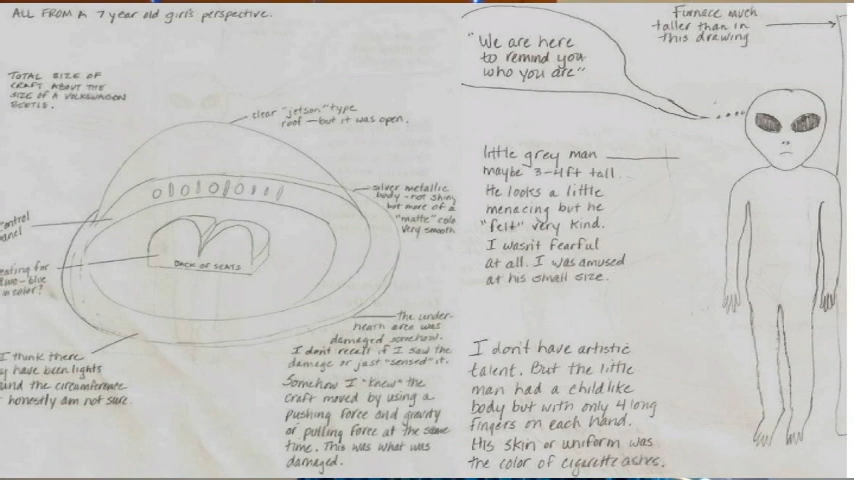 ALL FROM A 7 year old girl's perspective.
TOTAL SIZE OF
CRAFT ABOUT THE
SIZE OF A VOLKSWAGON
BEETLE.
clear "jetson" type
roof - but it was open.
silver metallic
body - not shiny
but more of a
"matte"
very smooth
BACK OF SEATS
in color?
I think there
have been lights
the circumference
honestly am not sure.
the under-
neath area was
damaged somehow.
I don't recall if I saw the
damage or just "sensed" it.
Somehow I "knew" the
craft moved by using a
pushing force and gravity
or pulling force at the same
time. This was what was
damaged.
"We are here
to remind you
who you are"
Furnace much
taller than in
this drawing
little grey man
maybe 3-4ft tall.
He looks a little
menacing but he
"felt" very kind.
I wasn't fearful
at all. I was amused
at his small size.
I don't have artistic
talent. But the little
man had a childlike
body but with only 4 long
fingers on each hand.
His skin or uniform was
the color of cigarette ashes.